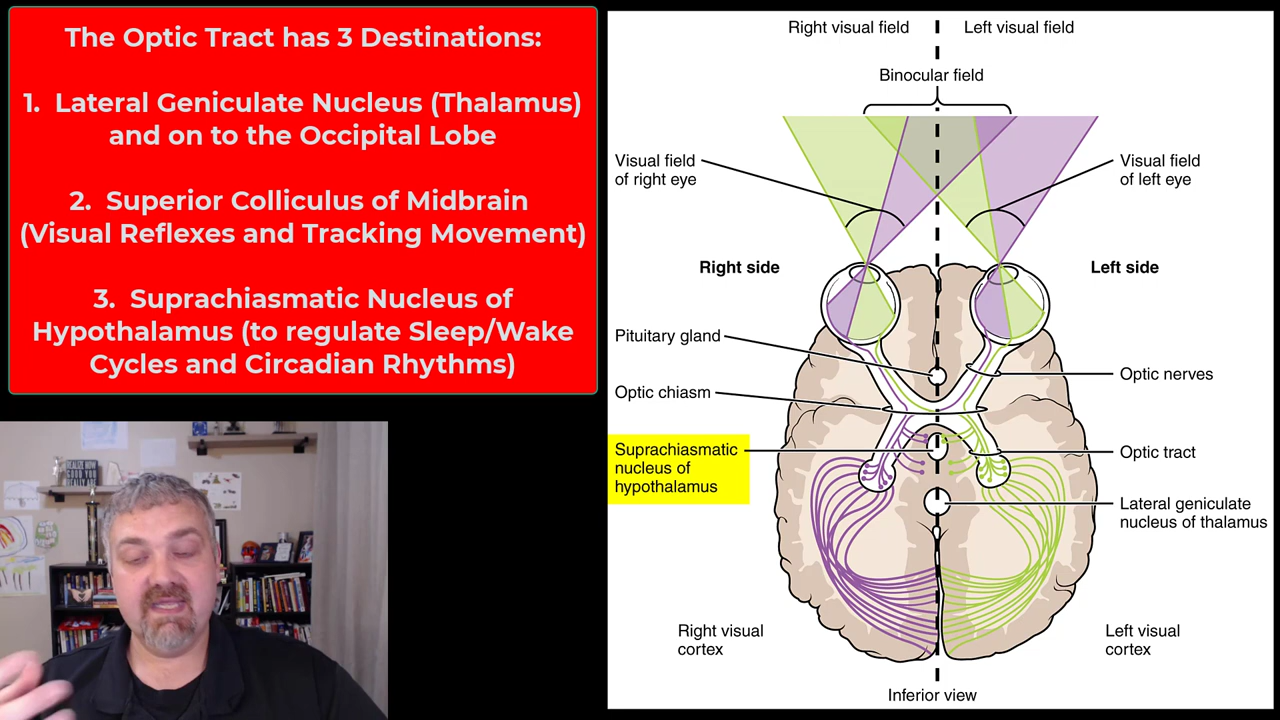 The Optic Tract has 3 Destinations:
1. Lateral Geniculate Nucleus (Thalamus)
and on to the Occipital Lobe
2. Superior Colliculus of Midbrain
(Visual Reflexes and Tracking Movement)
3. Suprachiasmatic Nucleus of
Hypothalamus (to regulate Sleep/Wake
Cycles and Circadian Rhythms)
Right visual field
Left visual field
Binocular field
Visual field
of right eye
Visual field
of left eye
Right side
Left side
Pituitary gland
Optic nerves
Optic chiasm
Suprachiasmatic
nucleus of
hypothalamus
Optic tract
Lateral geniculate
nucleus of thalamus
Right visual
cortex
Left visual
cortex
Inferior view